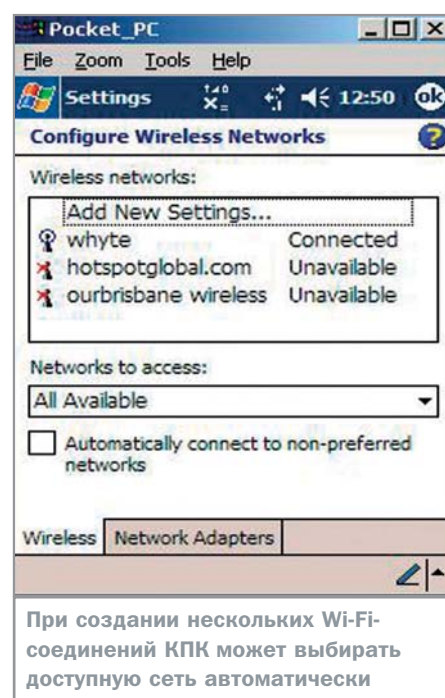 Pocket_PC
File Zoom Tools Help
Settings 12:50 ok
Configure Wireless Networks ?
Wireless networks:
Add New Settings...
whyte Connected
hotspotglobal.com Unavailable
ourbrisbane wireless Unavailable
Networks to access:
All Available
Automatically connect to non-preferred
networks
Wireless Network Adapters
При создании нескольких Wi-Fi-
соединений КПК может выбирать
доступную сеть автоматически